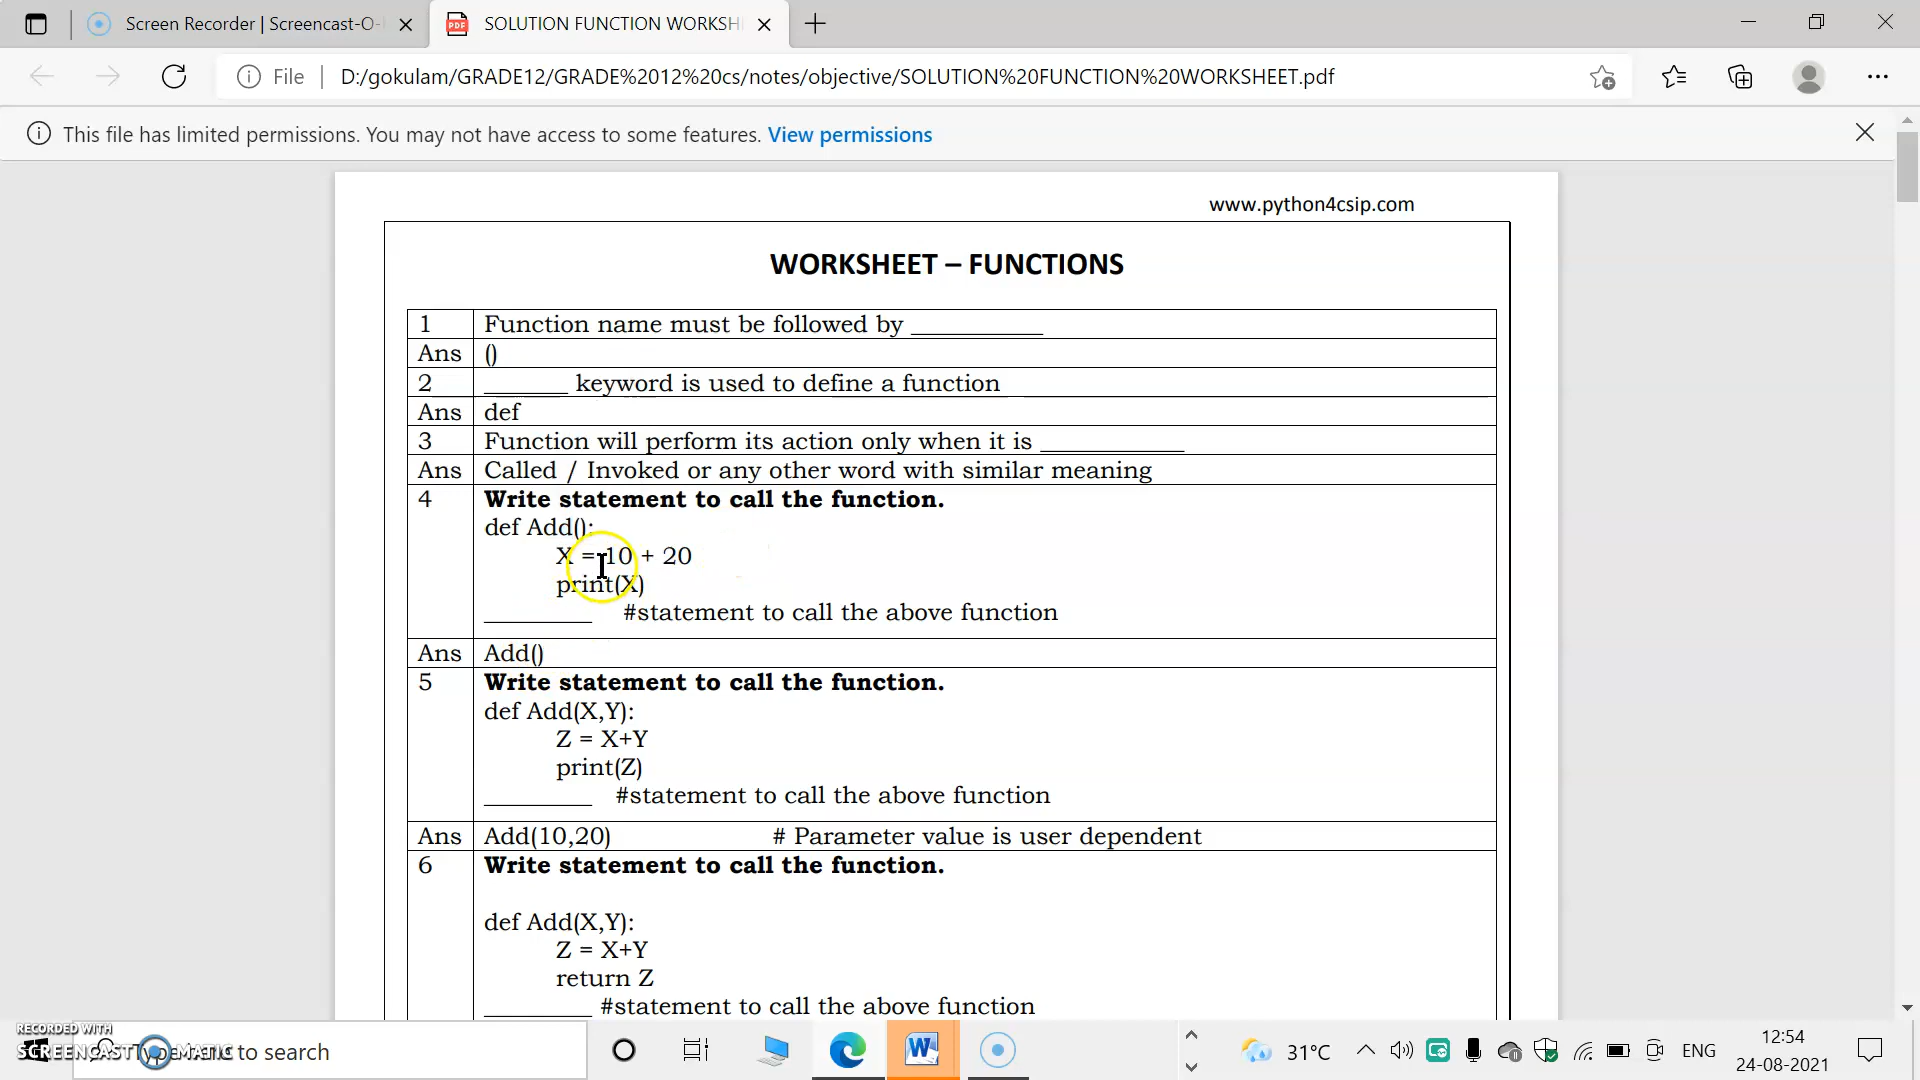 Screen Recorder | Screencast-O-
SOLUTION FUNCTION WORKSH
File
D:/gokulam/GRADE12/GRADE%2012%20cs/notes/objective/SOLUTION%20FUNCTION%20WORKSHEET.pdf
This file has limited permissions. You may not have access to some features. View permissions
www.python4csip.com
WORKSHEET – FUNCTIONS
1 Function name must be followed by ___________
Ans ()
2 _______ keyword is used to define a function
Ans def
3 Function will perform its action only when it is ____________
Ans Called / Invoked or any other word with similar meaning
4 Write statement to call the function.
def Add():
X = 10 + 20
print(X)
_________ #statement to call the above function
Ans Add()
5 Write statement to call the function.
def Add(X,Y):
Z = X+Y
print(Z)
_________ #statement to call the above function
Ans Add(10,20) # Parameter value is user dependent
6 Write statement to call the function.
def Add(X,Y):
Z = X+Y
return Z
_________ #statement to call the above function
RECORDED WITH
SCREENCAST MATIC
to search
31°C
ENG
12:54
24-08-2021